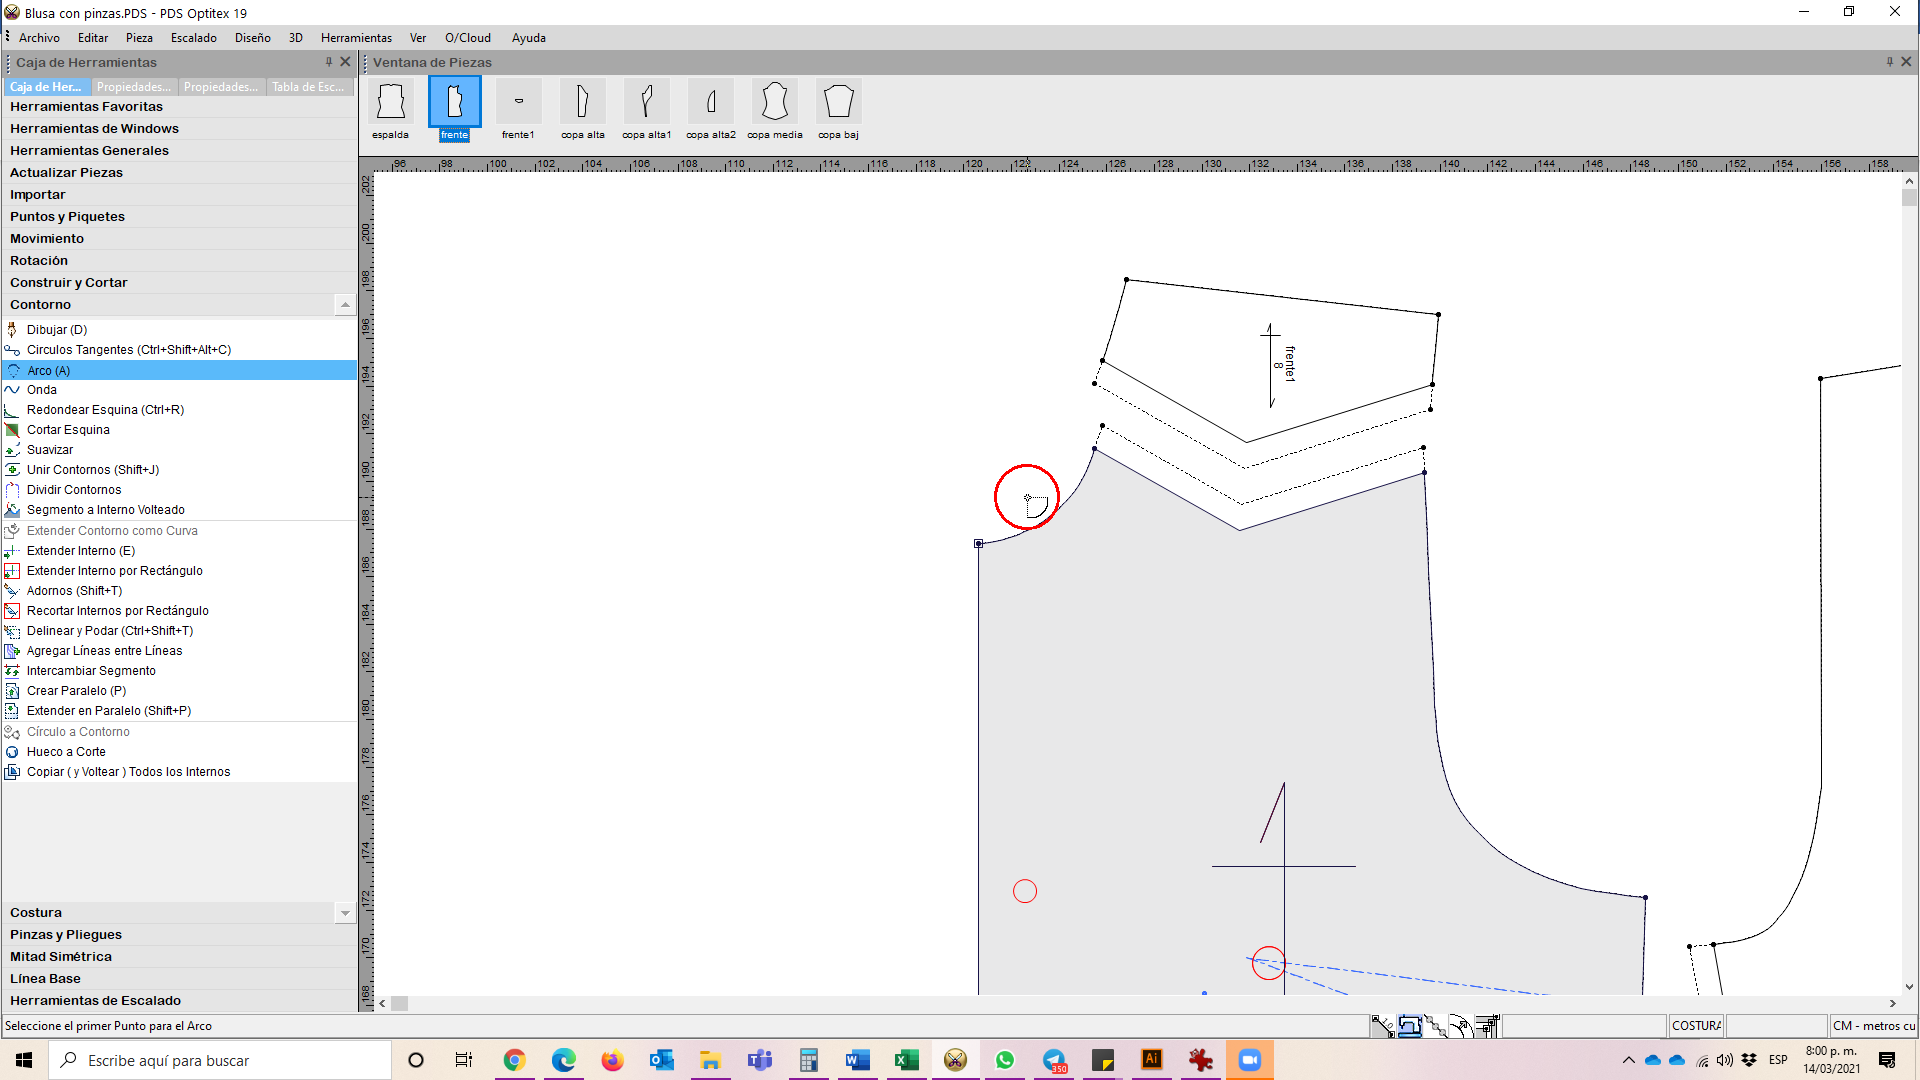 Blusa con pinzas.PDS - PDS Optitex 19
Archivo Editar Pieza Escalado Diseño 3D Herramientas Ver O/Cloud Ayuda
Caja de Herramientas
Ventana de Piezas
Caja de Her... Propiedades... Propiedades... Tabla de Esc...
Herramientas Favoritas
Herramientas de Windows
Herramientas Generales
Actualizar Piezas
Importar
Puntos y Piquetes
Movimiento
Rotación
Construir y Cortar
Contorno
Dibujar (D)
Circulos Tangentes (Ctrl+Shift+Alt+C)
Arco (A)
Onda
Redondear Esquina (Ctrl+R)
Cortar Esquina
Suavizar
Unir Contornos (Shift+J)
Dividir Contornos
Segmento a Interno Volteado
Extender Contorno como Curva
Extender Interno (E)
Extender Interno por Rectángulo
Adornos (Shift+T)
Recortar Internos por Rectángulo
Delinear y Podar (Ctrl+Shift+T)
Agregar Líneas entre Líneas
Intercambiar Segmento
Crear Paralelo (P)
Extender en Paralelo (Shift+P)
Círculo a Contorno
Hueco a Corte
Copiar ( y Voltear ) Todos los Internos
Costura
Pinzas y Pliegues
Mitad Simétrica
Línea Base
Herramientas de Escalado
espalda frente frente1 copa alta copa alta1 copa alta2 copa media copa baj
96 98 100 102 104 106 108 110 112 114 116 118 120 122 124 126 128 130 132 134 136 138 140 142 144 146 148 150 152 154 156 158
202
200
198
196
194
192
190
188
186
184
182
180
178
176
174
172
170
168
frente1
8
Seleccione el primer Punto para el Arco
COSTURA
CM - metros cu
Escribe aquí para buscar
350
Ai
ESP
8:00 p. m.
14/03/2021